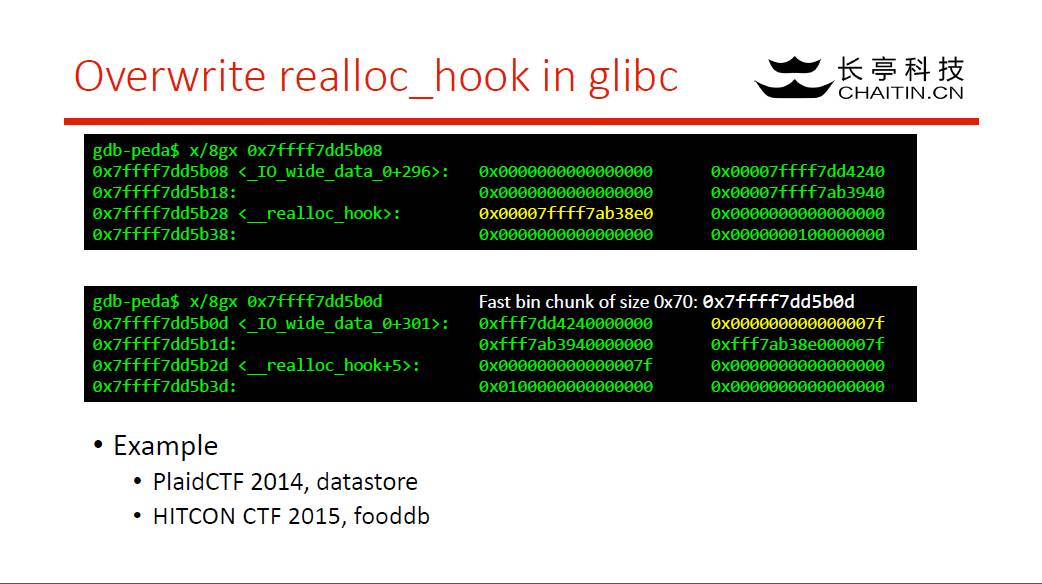 Overwrite realloc_hook in glibc
长亭科技
CHAITIN.CN
gdb-peda$ x/8gx 0x7ffff7dd5b08
0x7ffff7dd5b08 <_IO_wide_data_0+296>: 0x0000000000000000 0x00007ffff7dd4240
0x7ffff7dd5b18: 0x0000000000000000 0x00007ffff7ab3940
0x7ffff7dd5b28 <__realloc_hook>: 0x00007ffff7ab38e0 0x0000000000000000
0x7ffff7dd5b38: 0x0000000000000000 0x0000000100000000
gdb-peda$ x/8gx 0x7ffff7dd5b0d Fast bin chunk of size 0x70: 0x7ffff7dd5b0d
0x7ffff7dd5b0d <_IO_wide_data_0+301>: 0xfff7dd4240000000 0x000000000000007f
0x7ffff7dd5b1d: 0xfff7ab3940000000 0xfff7ab38e000007f
0x7ffff7dd5b2d <__realloc_hook+5>: 0x000000000000007f 0x0000000000000000
0x7ffff7dd5b3d: 0x0100000000000000 0x0000000000000000
• Example
• PlaidCTF 2014, datastore
• HITCON CTF 2015, fooddb